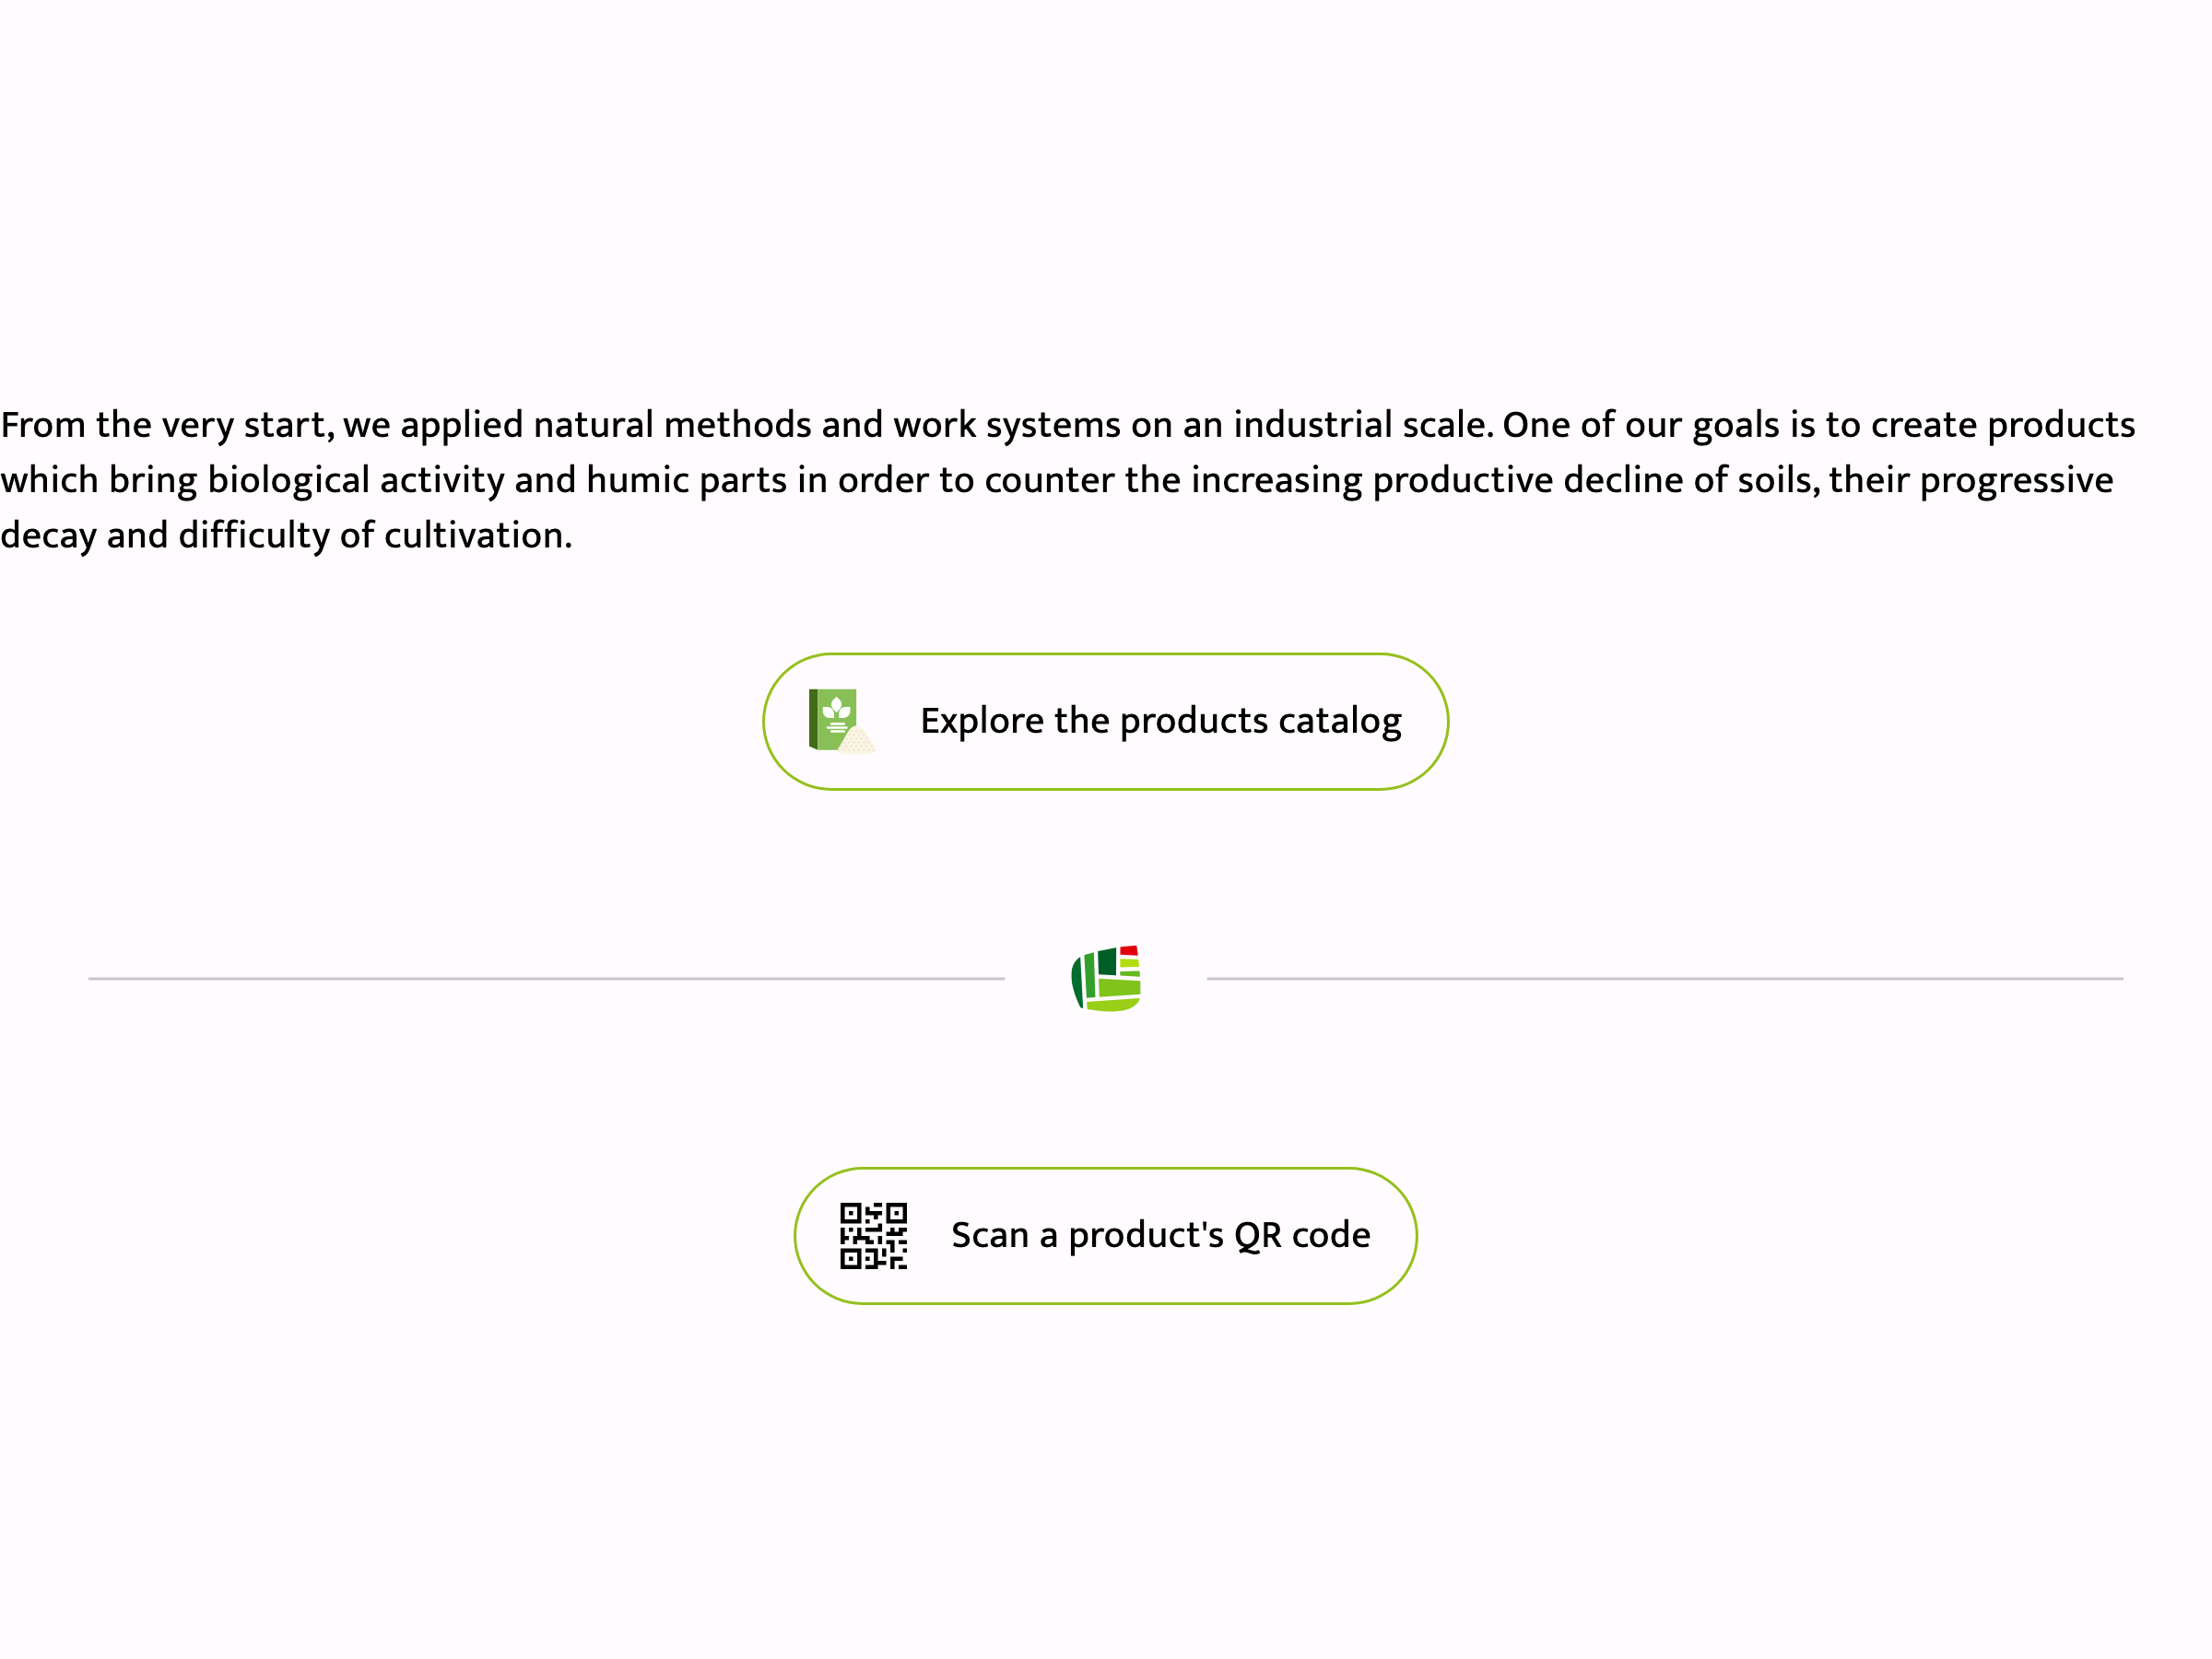 From the very start, we applied natural methods and work systems on an industrial scale. One of our goals is to create products
which bring biological activity and humic parts in order to counter the increasing productive decline of soils, their progressive
decay and difficulty of cultivation.
Explore the products catalog
Scan a product's QR code